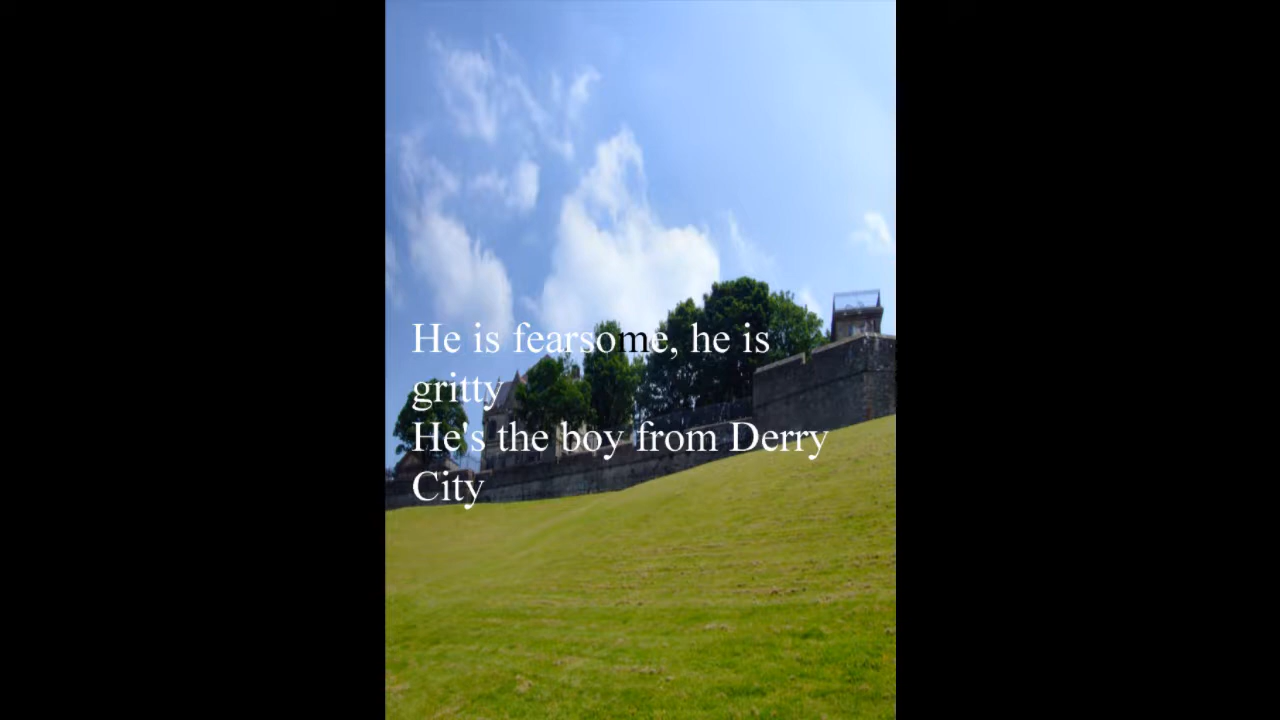 He is fearsome, he is
gritty
He's the boy from Derry
City